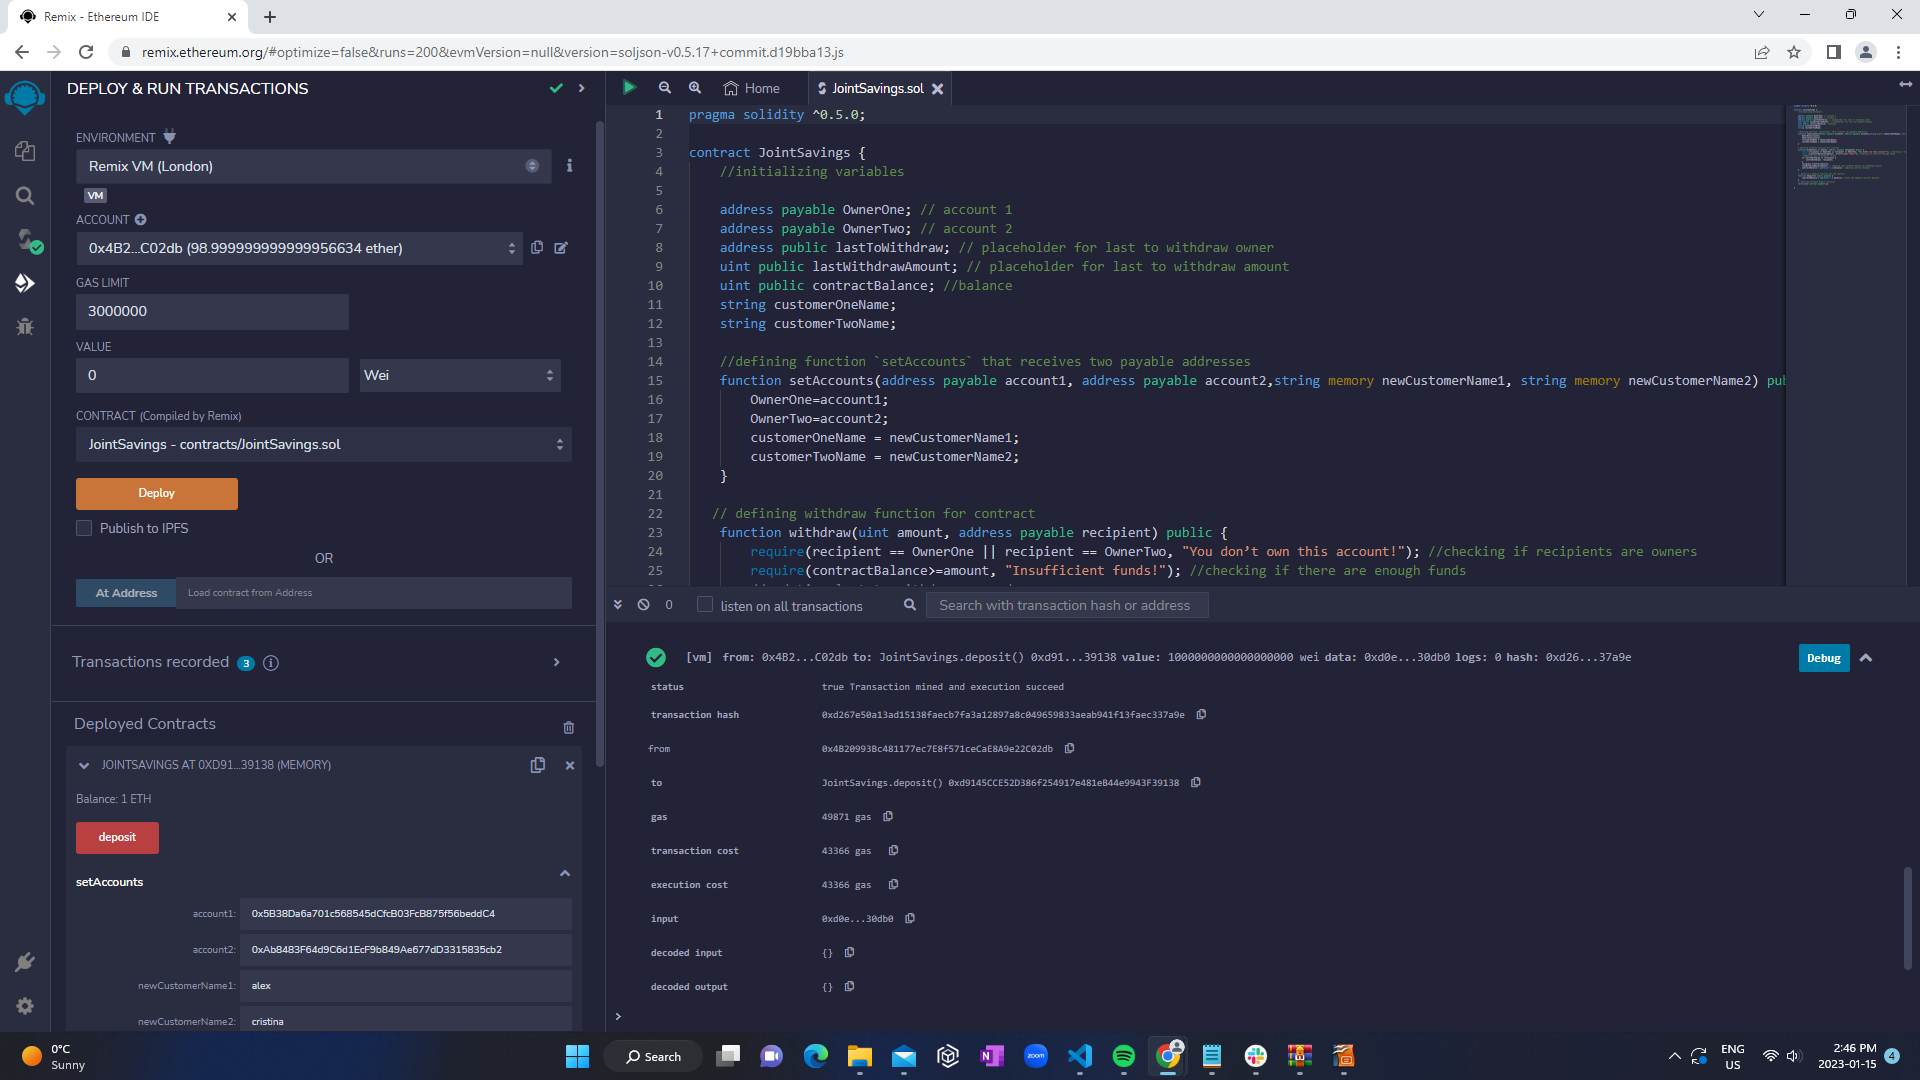 Remix - Ethereum IDE
remix.ethereum.org/#optimize=false&runs=200&evmVersion=null&version=soljson-v0.5.17+commit.d19bba13.js
DEPLOY & RUN TRANSACTIONS
ENVIRONMENT
Remix VM (London)
VM
ACCOUNT
0x4B2...C02db (98.999999999999956634 ether)
GAS LIMIT
3000000
VALUE
0
Wei
CONTRACT (Compiled by Remix)
JointSavings - contracts/JointSavings.sol
Deploy
Publish to IPFS
OR
At Address
Load contract from Address
Transactions recorded 3
Deployed Contracts
JOINTSAVINGS AT 0XD91...39138 (MEMORY)
Balance: 1 ETH
deposit
setAccounts
account1: 0x5B38Da6a701c568545dCfcB03FcB875f56beddC4
account2: 0xAb8483F64d9C6d1EcF9b849Ae677dD3315835cb2
newCustomerName1: alex
newCustomerName2: cristina
Home
JointSavings.sol
1 pragma solidity ^0.5.0;
2
3 contract JointSavings {
4 //initializing variables
5
6 address payable OwnerOne; // account 1
7 address payable OwnerTwo; // account 2
8 address public lastToWithdraw; // placeholder for last to withdraw owner
9 uint public lastWithdrawAmount; // placeholder for last to withdraw amount
10 uint public contractBalance; //balance
11 string customerOneName;
12 string customerTwoName;
13
14 //defining function `setAccounts` that receives two payable addresses
15 function setAccounts(address payable account1, address payable account2,string memory newCustomerName1, string memory newCustomerName2) pub
16 OwnerOne=account1;
17 OwnerTwo=account2;
18 customerOneName = newCustomerName1;
19 customerTwoName = newCustomerName2;
20 }
21
22 // defining withdraw function for contract
23 function withdraw(uint amount, address payable recipient) public {
24 require(recipient == OwnerOne || recipient == OwnerTwo, "You don’t own this account!"); //checking if recipients are owners
25 require(contractBalance>=amount, "Insufficient funds!"); //checking if there are enough funds
0
listen on all transactions
Search with transaction hash or address
[vm] from: 0x4B2...C02db to: JointSavings.deposit() 0xd91...39138 value: 1000000000000000000 wei data: 0xd0e...30db0 logs: 0 hash: 0xd26...37a9e
Debug
status true Transaction mined and execution succeed
transaction hash 0xd267e50a13ad15138faecb7fa3a12897a8c049659833aeab941f13faec337a9e
from 0x4B20993Bc481177ec7E8f571ceCaE8A9e22C02db
to JointSavings.deposit() 0xd9145CCE52D386f254917e481eB44e9943F39138
gas 49871 gas
transaction cost 43366 gas
execution cost 43366 gas
input 0xd0e...30db0
decoded input {}
decoded output {}
>
0°C
Sunny
Search
zoom
ENG
US
2:46 PM
2023-01-15
4